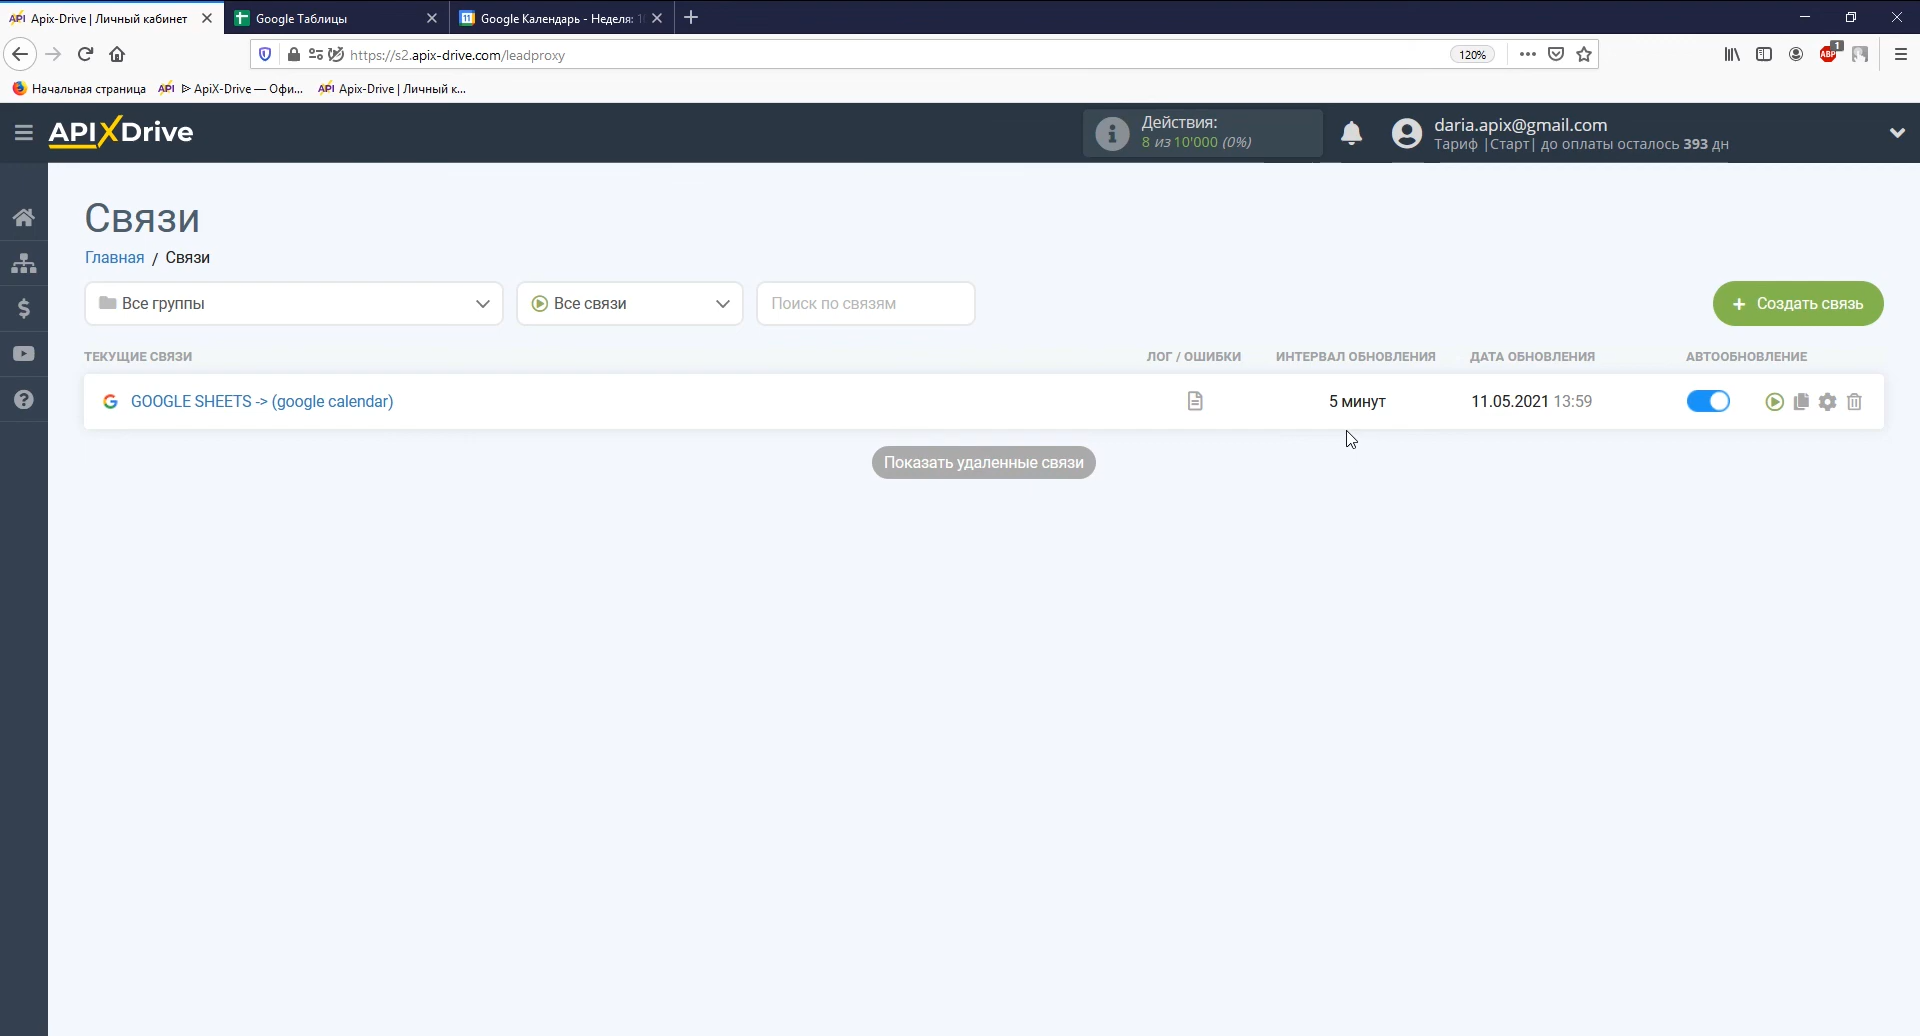 Apix-Drive | Личный кабинет
Google Таблицы
Google Календарь - Неделя:
https://s2.apix-drive.com/leadproxy
120%
ABP
1
Начальная страница
API ᐅ ApiX-Drive — Офи...
API Apix-Drive | Личный к...
APIXDrive
Действия:
8 из 10'000 (0%)
daria.apix@gmail.com
Тариф |Старт| до оплаты осталось 393 дн
Связи
Главная / Связи
Все группы
Все связи
Поиск по связям
+ Создать связь
ТЕКУЩИЕ СВЯЗИ
ЛОГ / ОШИБКИ
ИНТЕРВАЛ ОБНОВЛЕНИЯ
ДАТА ОБНОВЛЕНИЯ
АВТООБНОВЛЕНИЕ
GOOGLE SHEETS -> (google calendar)
5 минут
11.05.2021 13:59
Показать удаленные связи